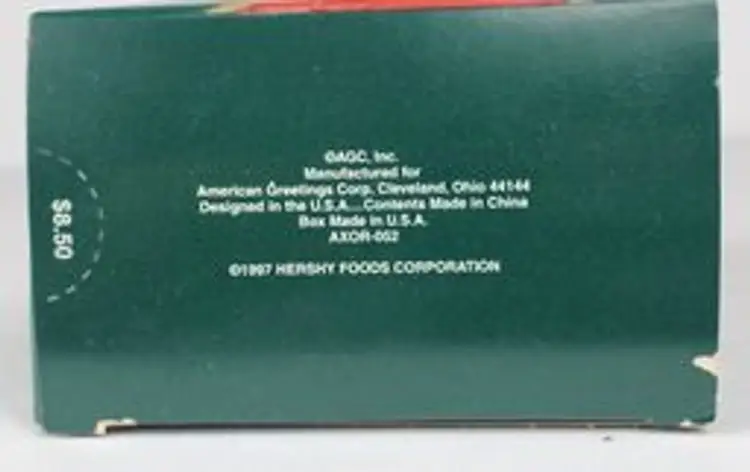 ©AGC, Inc.
Manufactured for
American Greetings Corp. Cleveland, Ohio 44144
Designed in the U.S.A...Contents Made in China
Box Made in U.S.A.
AXOR-052
©1997 HERSHY FOODS CORPORATION
$8.50